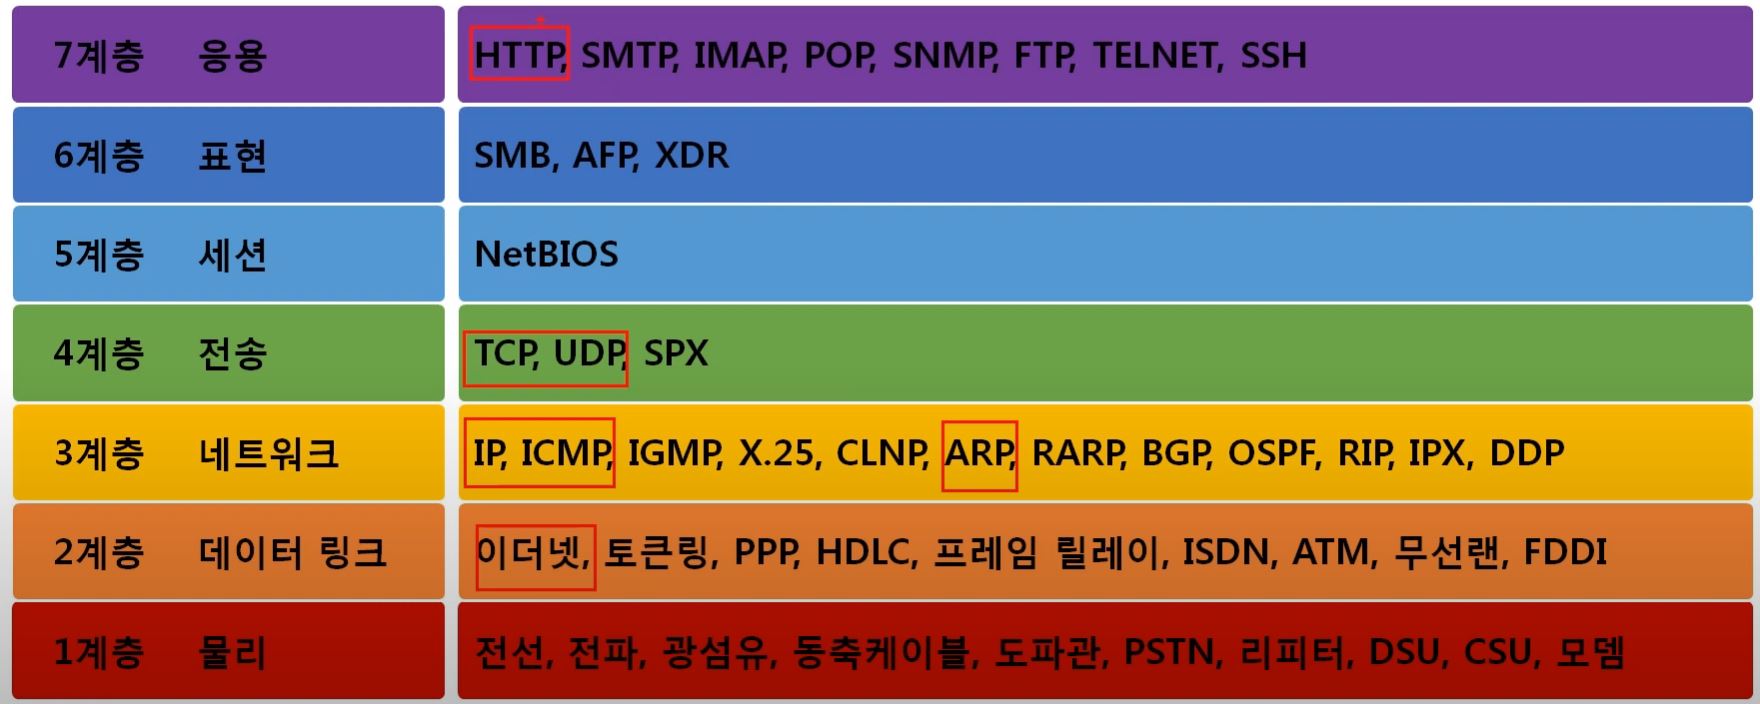 7계층 응용 HTTP, SMTP, IMAP, POP, SNMP, FTP, TELNET, SSH
6계층 표현 SMB, AFP, XDR
5계층 세션 NetBIOS
4계층 전송 TCP, UDP, SPX
3계층 네트워크 IP, ICMP, IGMP, X.25, CLNP, ARP, RARP, BGP, OSPF, RIP, IPX, DDP
2계층 데이터 링크 이더넷, 토큰링, PPP, HDLC, 프레임 릴레이, ISDN, ATM, 무선랜, FDDI
1계층 물리 전선, 전파, 광섬유, 동축케이블, 도파관, PSTN, 리피터, DSU, CSU, 모뎀